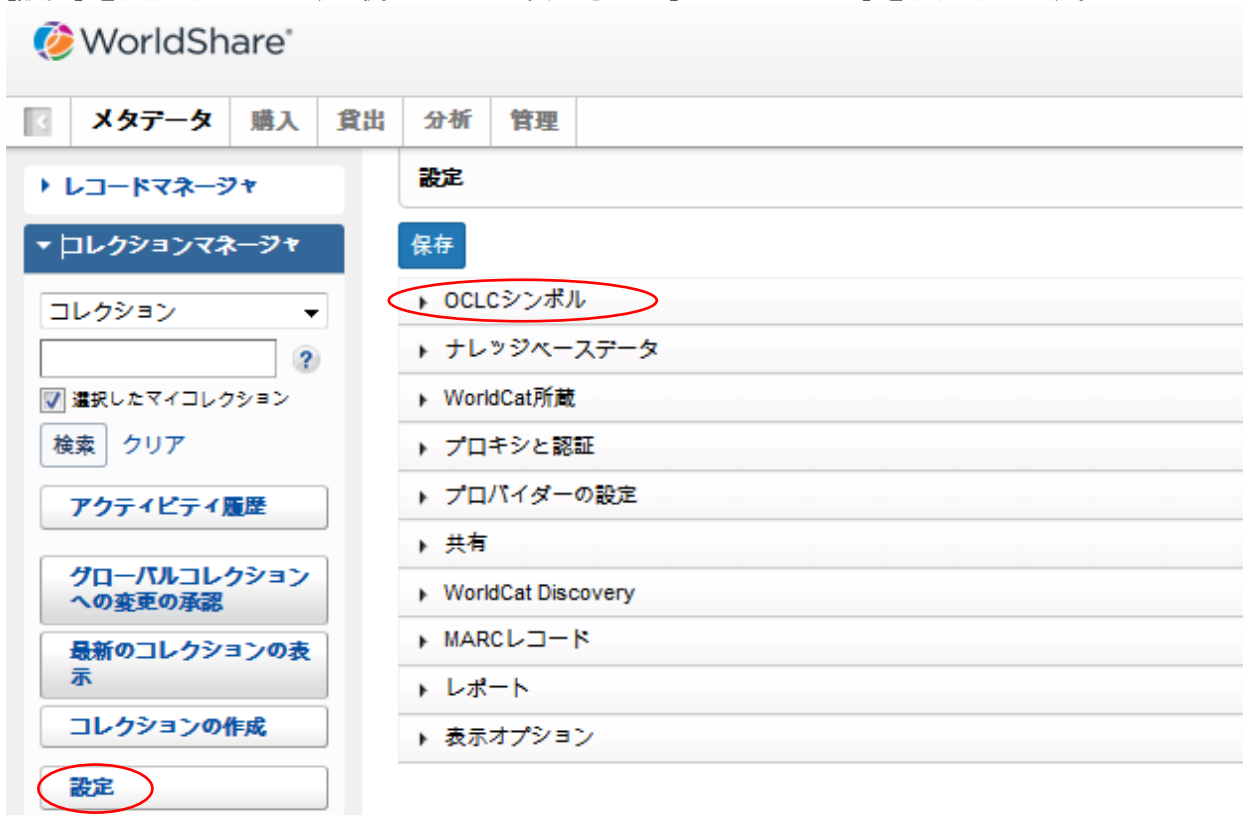 WorldShare®
メタデータ 購入 貸出 分析 管理
レコードマネージャ
コレクションマネージャ
コレクション
?
選択したマイコレクション
検索 クリア
アクティビティ履歴
グローバルコレクション
への変更の承認
最新のコレクションの表
示
コレクションの作成
設定
設定
保存
OCLCシンボル
ナレッジベースデータ
WorldCat所蔵
プロキシと認証
プロバイダーの設定
共有
WorldCat Discovery
MARCレコード
レポート
表示オプション